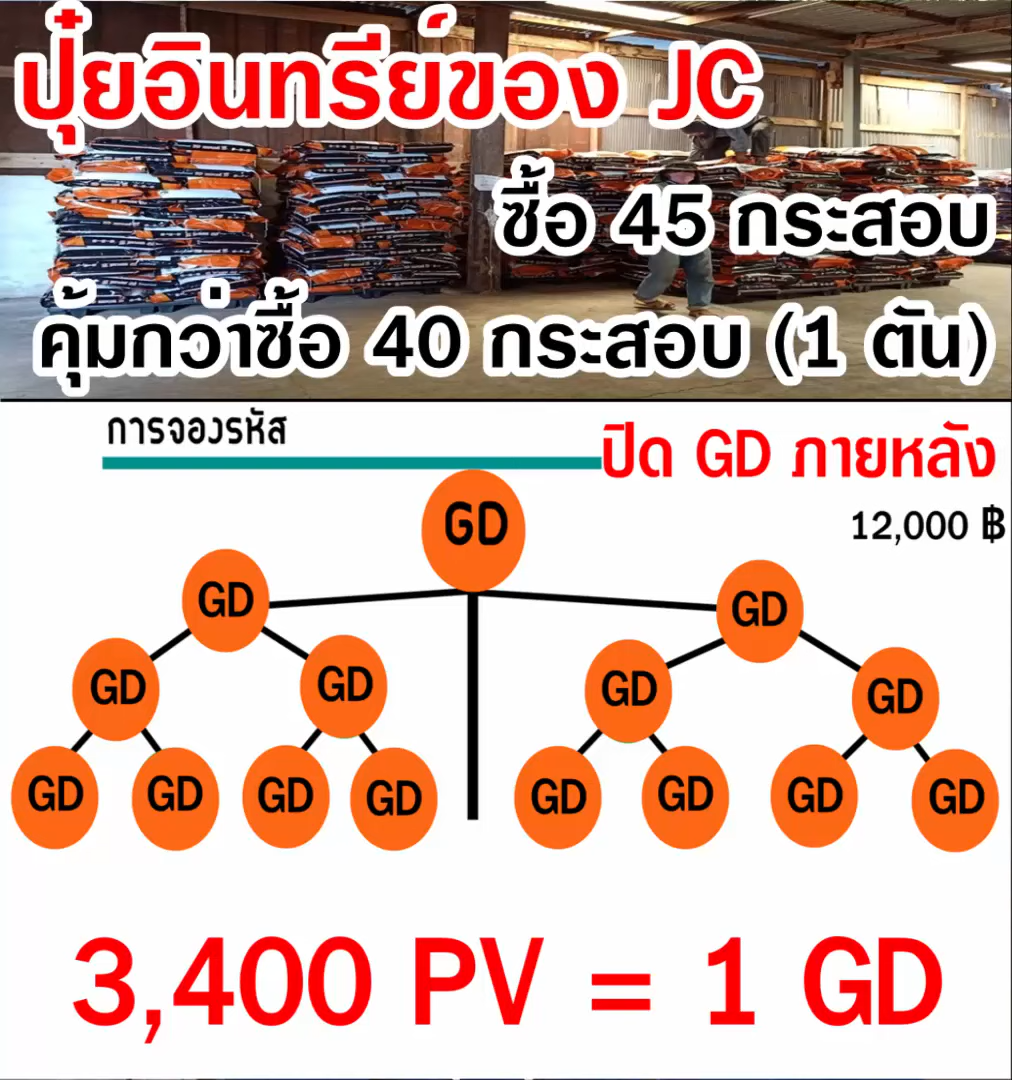 ปุ๋ยอินทรีย์ของ JC
ซื้อ 45 กระสอบ
คุ้มกว่าซื้อ 40 กระสอบ (1 ตัน)
การจองรหัส
ปิด GD ภายหลัง
12,000 ฿
GD
GD GD
GD GD GD GD
GD GD GD GD GD GD GD GD
3,400 PV = 1 GD